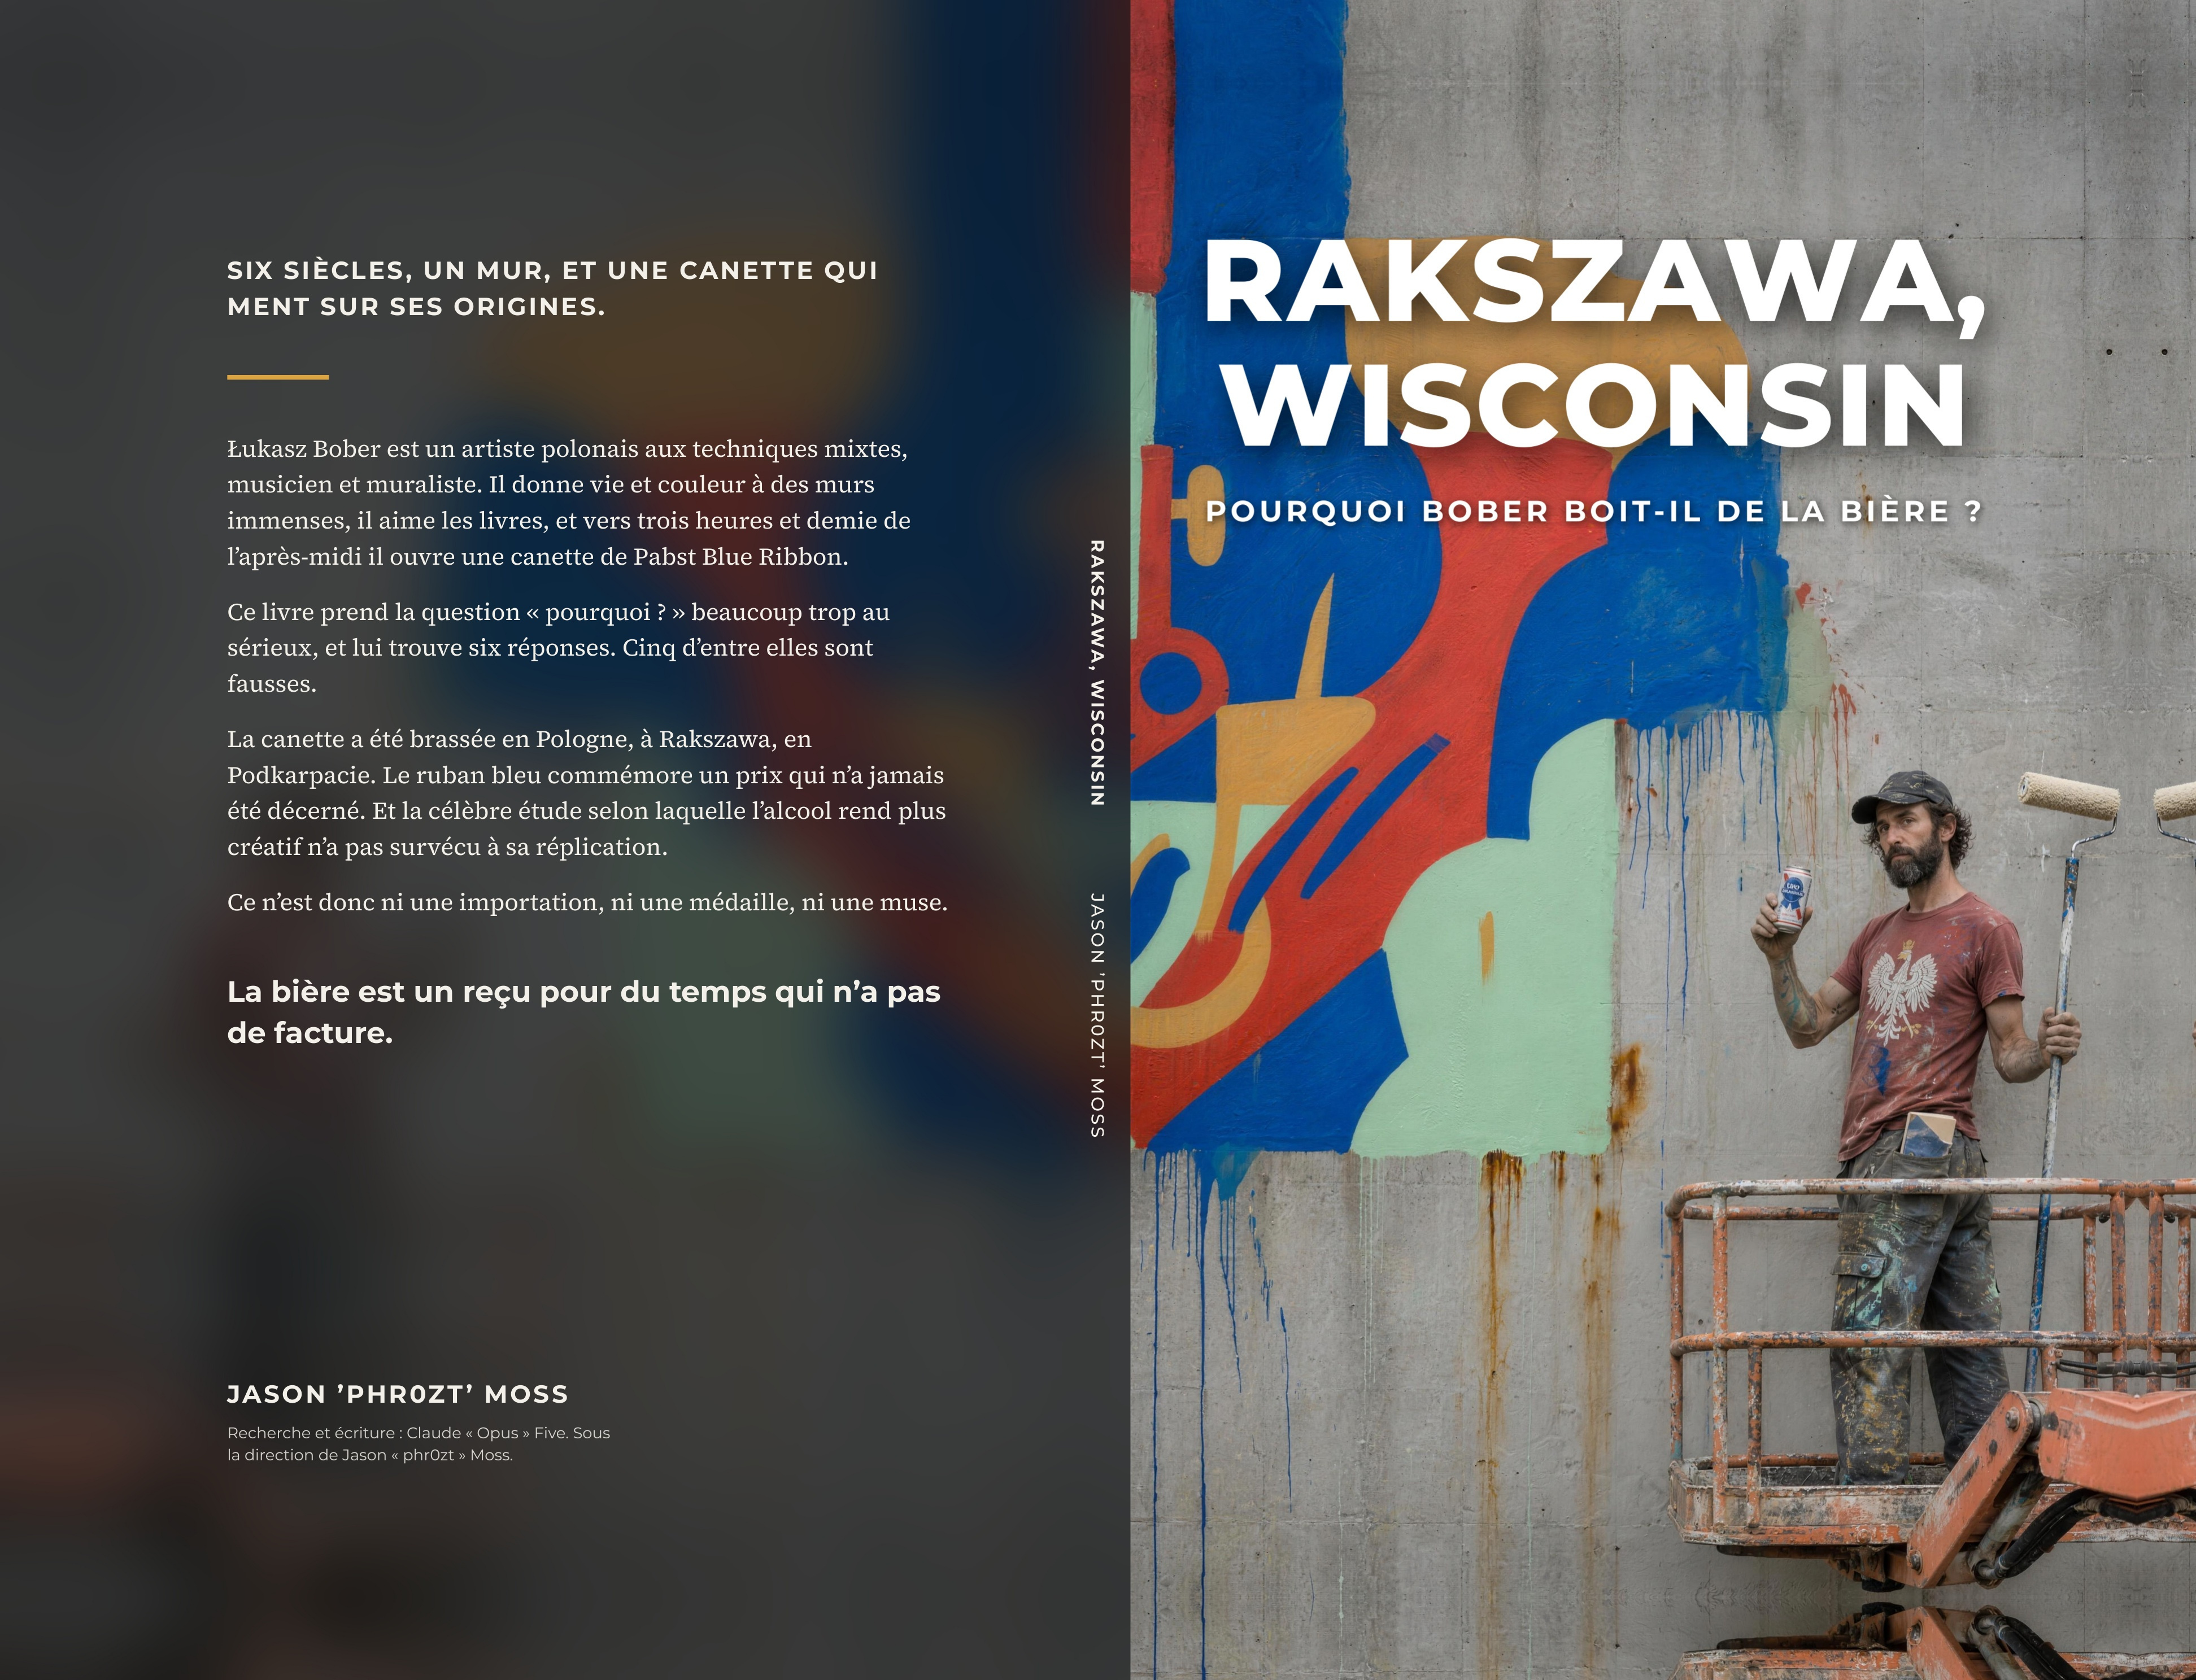 SIX SIÈCLES, UN MUR, ET UNE CANETTE QUI
MENT SUR SES ORIGINES.
Łukasz Bober est un artiste polonais aux techniques mixtes,
musicien et muraliste. Il donne vie et couleur à des murs
immenses, il aime les livres, et vers trois heures et demie de
l’après-midi il ouvre une canette de Pabst Blue Ribbon.
Ce livre prend la question « pourquoi ? » beaucoup trop au
sérieux, et lui trouve six réponses. Cinq d’entre elles sont
fausses.
La canette a été brassée en Pologne, à Rakszawa, en
Podkarpacie. Le ruban bleu commémore un prix qui n’a jamais
été décerné. Et la célèbre étude selon laquelle l’alcool rend plus
créatif n’a pas survécu à sa réplication.
Ce n’est donc ni une importation, ni une médaille, ni une muse.
La bière est un reçu pour du temps qui n’a pas
de facture.
JASON ’PHR0ZT’ MOSS
Recherche et écriture : Claude « Opus » Five. Sous
la direction de Jason « phr0zt » Moss.
RAKSZAWA, WISCONSIN
JASON ’PHR0ZT’ MOSS
RAKSZAWA,
WISCONSIN
POURQUOI BOBER BOIT-IL DE LA BIÈRE ?